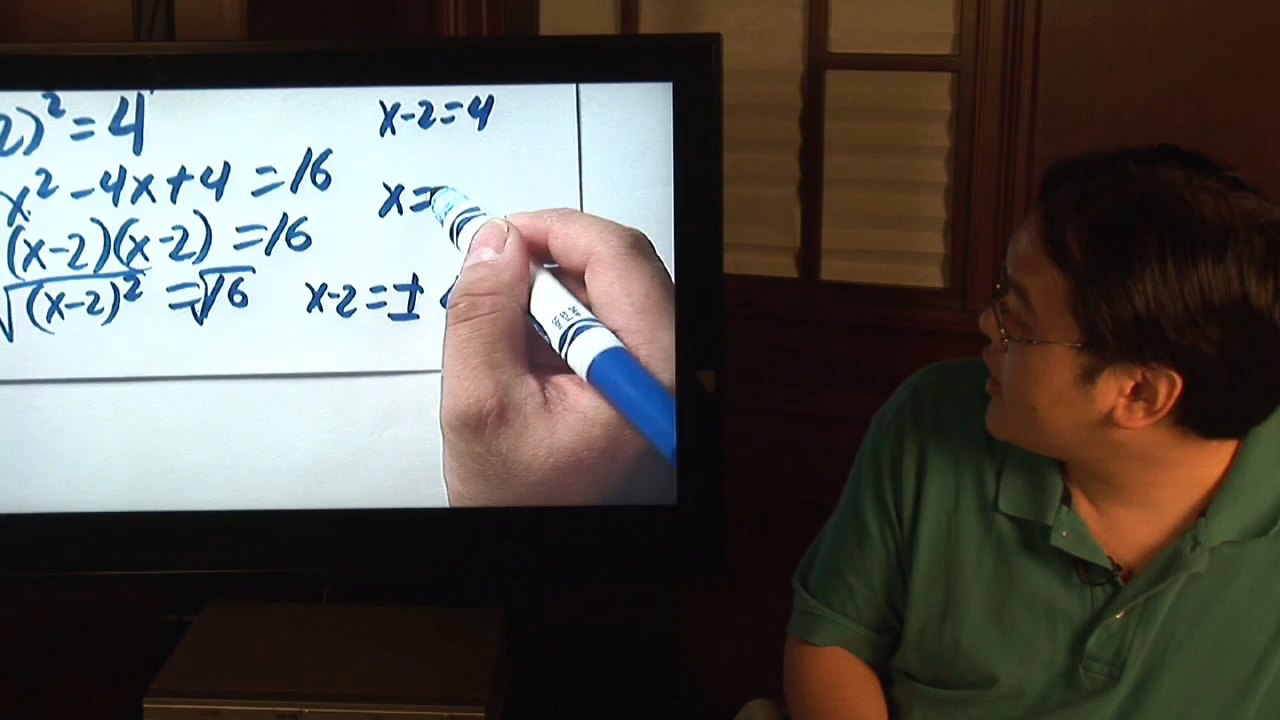 2)² = 4
x² - 4x + 4 = 16
(x-2)(x-2) = 16
√(x-2)² = √16
x-2 = ±
x-2 = 4
x =